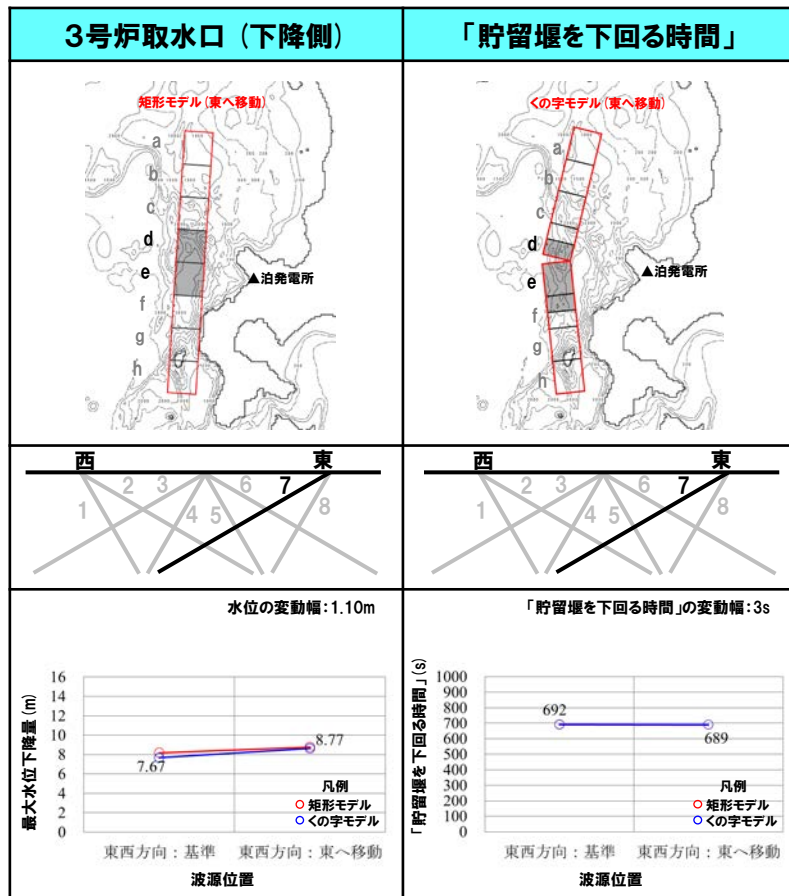 3号炉取水口（下降側）
「貯留堰を下回る時間」
矩形モデル(東へ移動)
a
b
c
d
e
f
g
h
▲泊発電所
くの字モデル(東へ移動)
a
b
c
d
e
f
g
h
▲泊発電所
西
東
1
2
3
4
5
6
7
8
西
東
1
2
3
4
5
6
7
8
水位の変動幅：1.10m
最大水位下降量(m)
16
14
12
10
8
6
4
2
0
7.67
8.77
凡例
矩形モデル
くの字モデル
東西方向：基準
東西方向：東へ移動
波源位置
「貯留堰を下回る時間」の変動幅：3s
「貯留堰を下回る時間」(s)
1000
900
800
700
600
500
400
300
200
100
0
692
689
凡例
矩形モデル
くの字モデル
東西方向：基準
東西方向：東へ移動
波源位置